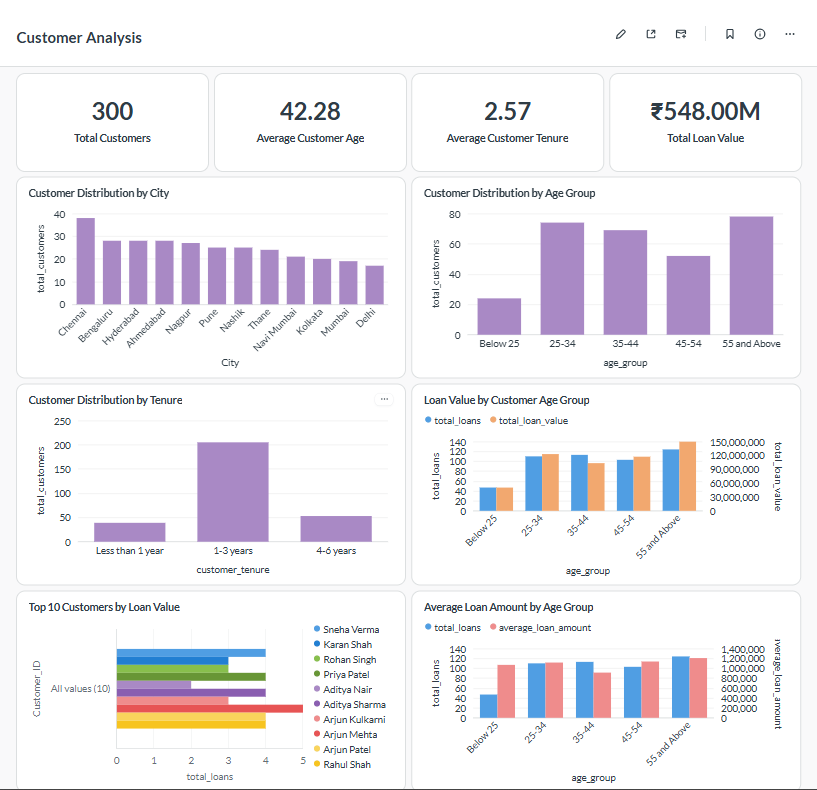 Customer Analysis
300
Total Customers
42.28
Average Customer Age
2.57
Average Customer Tenure
₹548.00M
Total Loan Value
Customer Distribution by City
total_customers
40
30
20
10
0
Chennai
Bengaluru
Hyderabad
Ahmedabad
Nagpur
Pune
Nashik
Thane
Navi Mumbai
Kolkata
Mumbai
Delhi
City
Customer Distribution by Age Group
total_customers
80
60
40
20
0
Below 25
25-34
35-44
45-54
55 and Above
age_group
Customer Distribution by Tenure
total_customers
250
200
150
100
50
0
Less than 1 year
1-3 years
4-6 years
customer_tenure
Loan Value by Customer Age Group
total_loans
total_loan_value
total_loans
140
120
100
80
60
40
20
0
150,000,000
120,000,000
90,000,000
60,000,000
30,000,000
0
total_loan_value
Below 25
25-34
35-44
45-54
55 and Above
age_group
Top 10 Customers by Loan Value
Customer_ID
All values (10)
0
1
2
3
4
5
total_loans
Sneha Verma
Karan Shah
Rohan Singh
Priya Patel
Aditya Nair
Aditya Sharma
Arjun Kulkarni
Arjun Mehta
Arjun Patel
Rahul Shah
Average Loan Amount by Age Group
total_loans
average_loan_amount
total_loans
140
120
100
80
60
40
20
0
1,400,000
1,200,000
1,000,000
800,000
600,000
400,000
200,000
0
average_loan_amount
Below 25
25-34
35-44
45-54
55 and Above
age_group